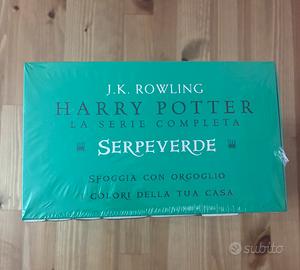 J.K. ROWLING
HARRY POTTER
LA SERIE COMPLETA
SERPEVERDE
SFOGGIA CON ORGOGLIO
I COLORI DELLA TUA CASA
subito